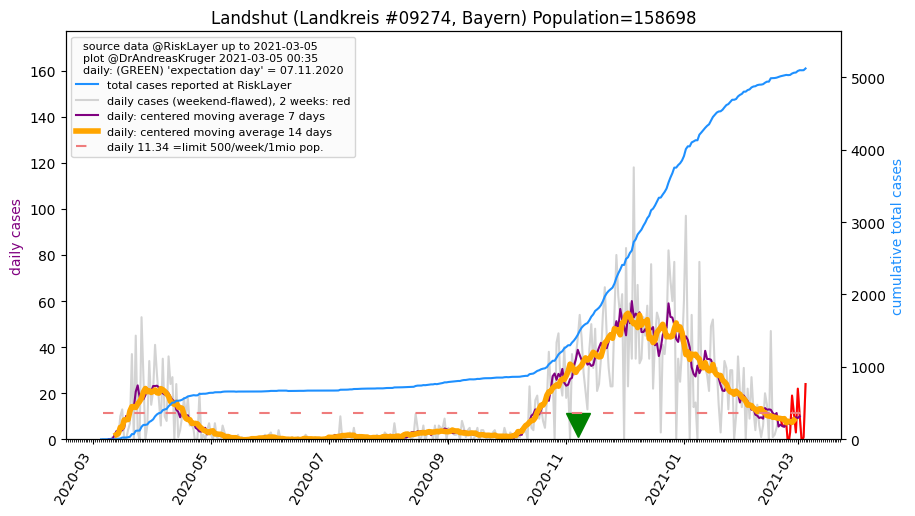 Landshut (Landkreis #09274, Bayern) Population=158698
source data @RiskLayer up to 2021-03-05
plot @DrAndreasKruger 2021-03-05 00:35
daily: (GREEN) 'expectation day' = 07.11.2020
total cases reported at RiskLayer
daily cases (weekend-flawed), 2 weeks: red
daily: centered moving average 7 days
daily: centered moving average 14 days
daily 11.34 =limit 500/week/1mio pop.
daily cases
160
140
120
100
80
60
40
20
0
cumulative total cases
5000
4000
3000
2000
1000
0
2020-03
2020-05
2020-07
2020-09
2020-11
2021-01
2021-03